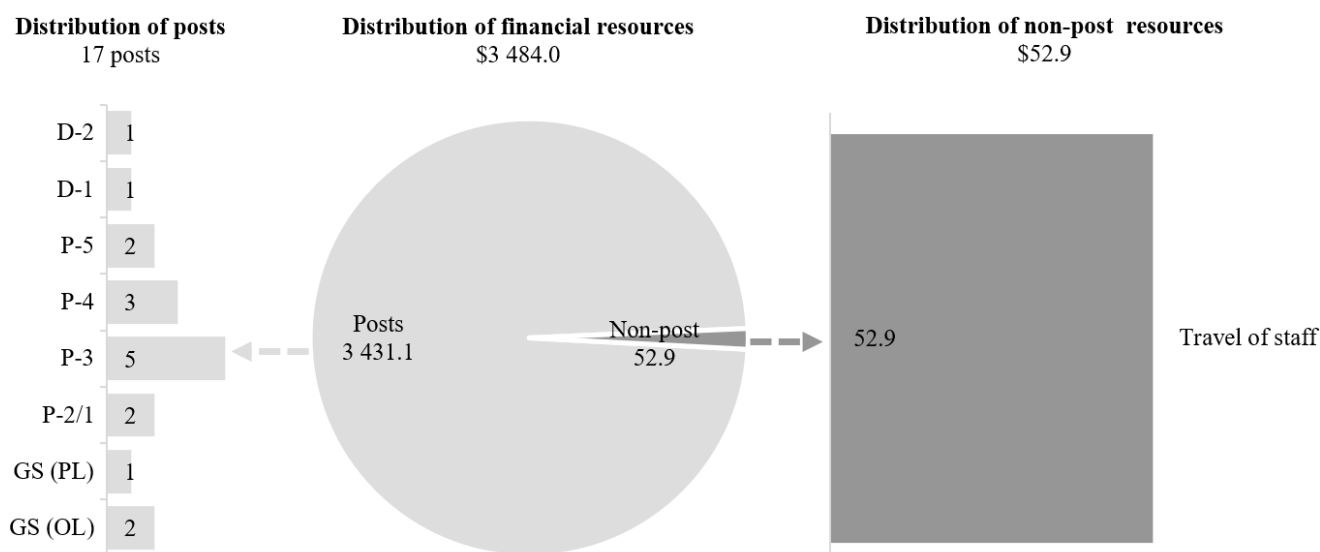 Distribution of posts
17 posts
D-2 1
D-1 1
P-5 2
P-4 3
P-3 5
P-2/1 2
GS (PL) 1
GS (OL) 2
Distribution of financial resources
$3 484.0
Posts
3 431.1
Non-post
52.9
Distribution of non-post resources
$52.9
52.9
Travel of staff